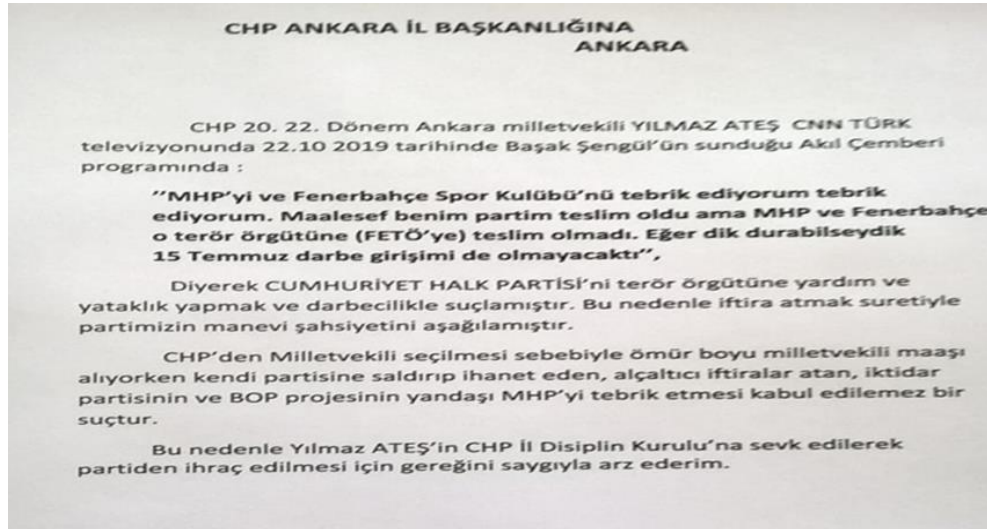 CHP ANKARA İL BAŞKANLIĞINA
ANKARA
CHP 20. 22. Dönem Ankara milletvekili YILMAZ ATEŞ CNN TÜRK
televizyonunda 22.10 2019 tarihinde Başak Şengül'ün sunduğu Akıl Çemberi
programında :
''MHP'yi ve Fenerbahçe Spor Kulübü'nü tebrik ediyorum tebrik
ediyorum. Maalesef benim partim teslim oldu ama MHP ve Fenerbahçe
o terör örgütüne (FETÖ'ye) teslim olmadı. Eğer dik durabilseydik
15 Temmuz darbe girişimi de olmayacaktı'',
Diyerek CUMHURİYET HALK PARTİSİ'ni terör örgütüne yardım ve
yataklık yapmak ve darbecilikle suçlamıştır. Bu nedenle iftira atmak suretiyle
partimizin manevi şahsiyetini aşağılamıştır.
CHP'den Milletvekili seçilmesi sebebiyle ömür boyu milletvekili maaşı
alıyorken kendi partisine saldırıp ihanet eden, alçaltıcı iftiralar atan, iktidar
partisinin ve BOP projesinin yandaşı MHP'yi tebrik etmesi kabul edilemez bir
suçtur.
Bu nedenle Yılmaz ATEŞ'in CHP İl Disiplin Kurulu'na sevk edilerek
partiden ihraç edilmesi için gereğini saygıyla arz ederim.